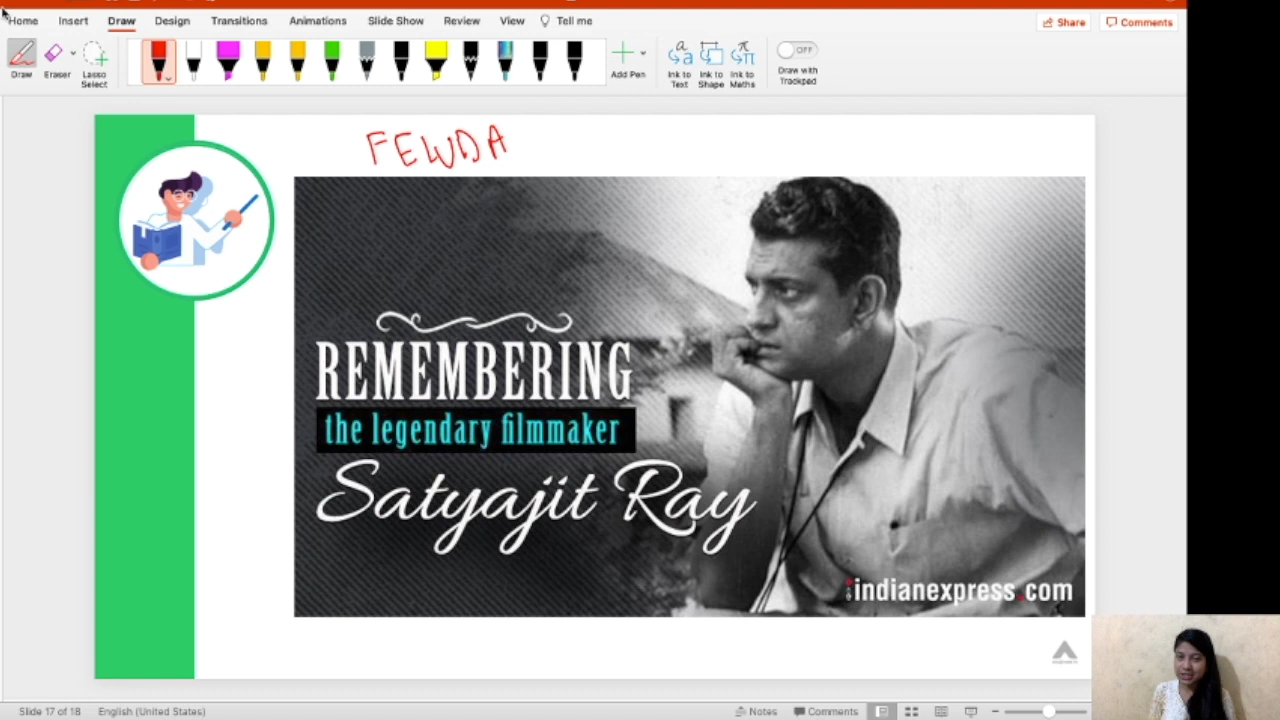 Home Insert Draw Design Transitions Animations Slide Show Review View Tell me Share Comments
Draw Eraser Lasso Select Add Pen Ink to Text Ink to Shape Ink to Maths OFF Draw with Trackpad
FEWDA
REMEMBERING
the legendary filmmaker
Satyajit Ray
indianexpress.com
Slide 17 of 18 English (United States) Notes Comments